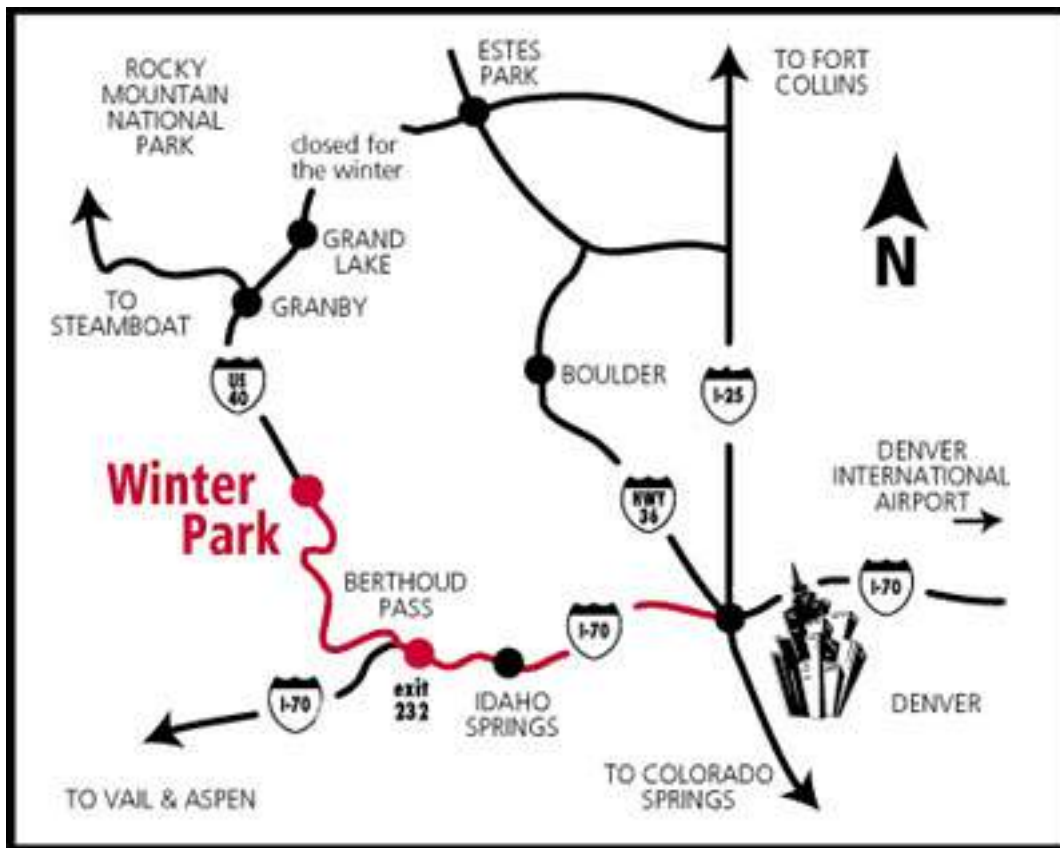 ROCKY
MOUNTAIN
NATIONAL
PARK
ESTES
PARK
TO FORT
COLLINS
closed for
the winter
N
GRAND
LAKE
TO
STEAMBOAT
GRANBY
US
40
BOULDER
I-25
Winter
Park
HWY
36
DENVER
INTERNATIONAL
AIRPORT
BERTHOUD
PASS
I-70
I-70
I-70
exit
232
IDAHO
SPRINGS
DENVER
TO COLORADO
SPRINGS
TO VAIL & ASPEN